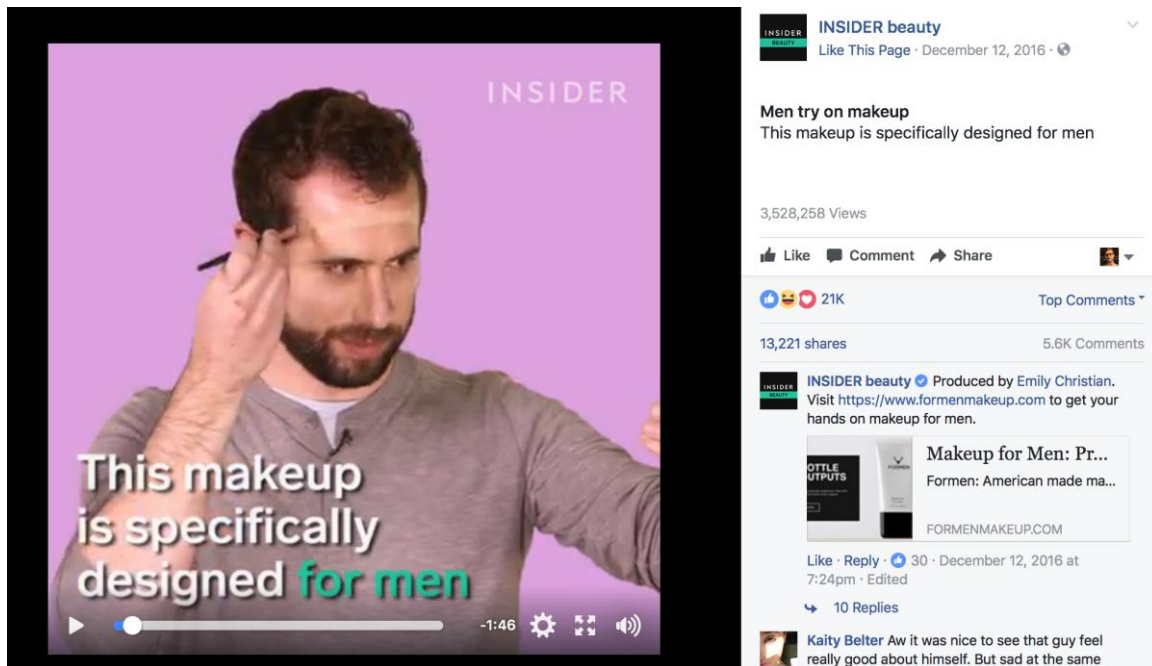 INSIDER
This makeup
is specifically
designed for men
-1:46
INSIDER
BEAUTY
INSIDER beauty
Like This Page · December 12, 2016 ·
Men try on makeup
This makeup is specifically designed for men
3,528,258 Views
Like Comment Share
21K Top Comments
13,221 shares 5.6K Comments
INSIDER
BEAUTY
INSIDER beauty Produced by Emily Christian.
Visit https://www.formenmakeup.com to get your
hands on makeup for men.
OTTLE
UTPUTS
FORMEN
Makeup for Men: Pr...
Formen: American made ma...
FORMENMAKEUP.COM
Like · Reply · 30 · December 12, 2016 at
7:24pm · Edited
10 Replies
Kaity Belter Aw it was nice to see that guy feel
really good about himself. But sad at the same